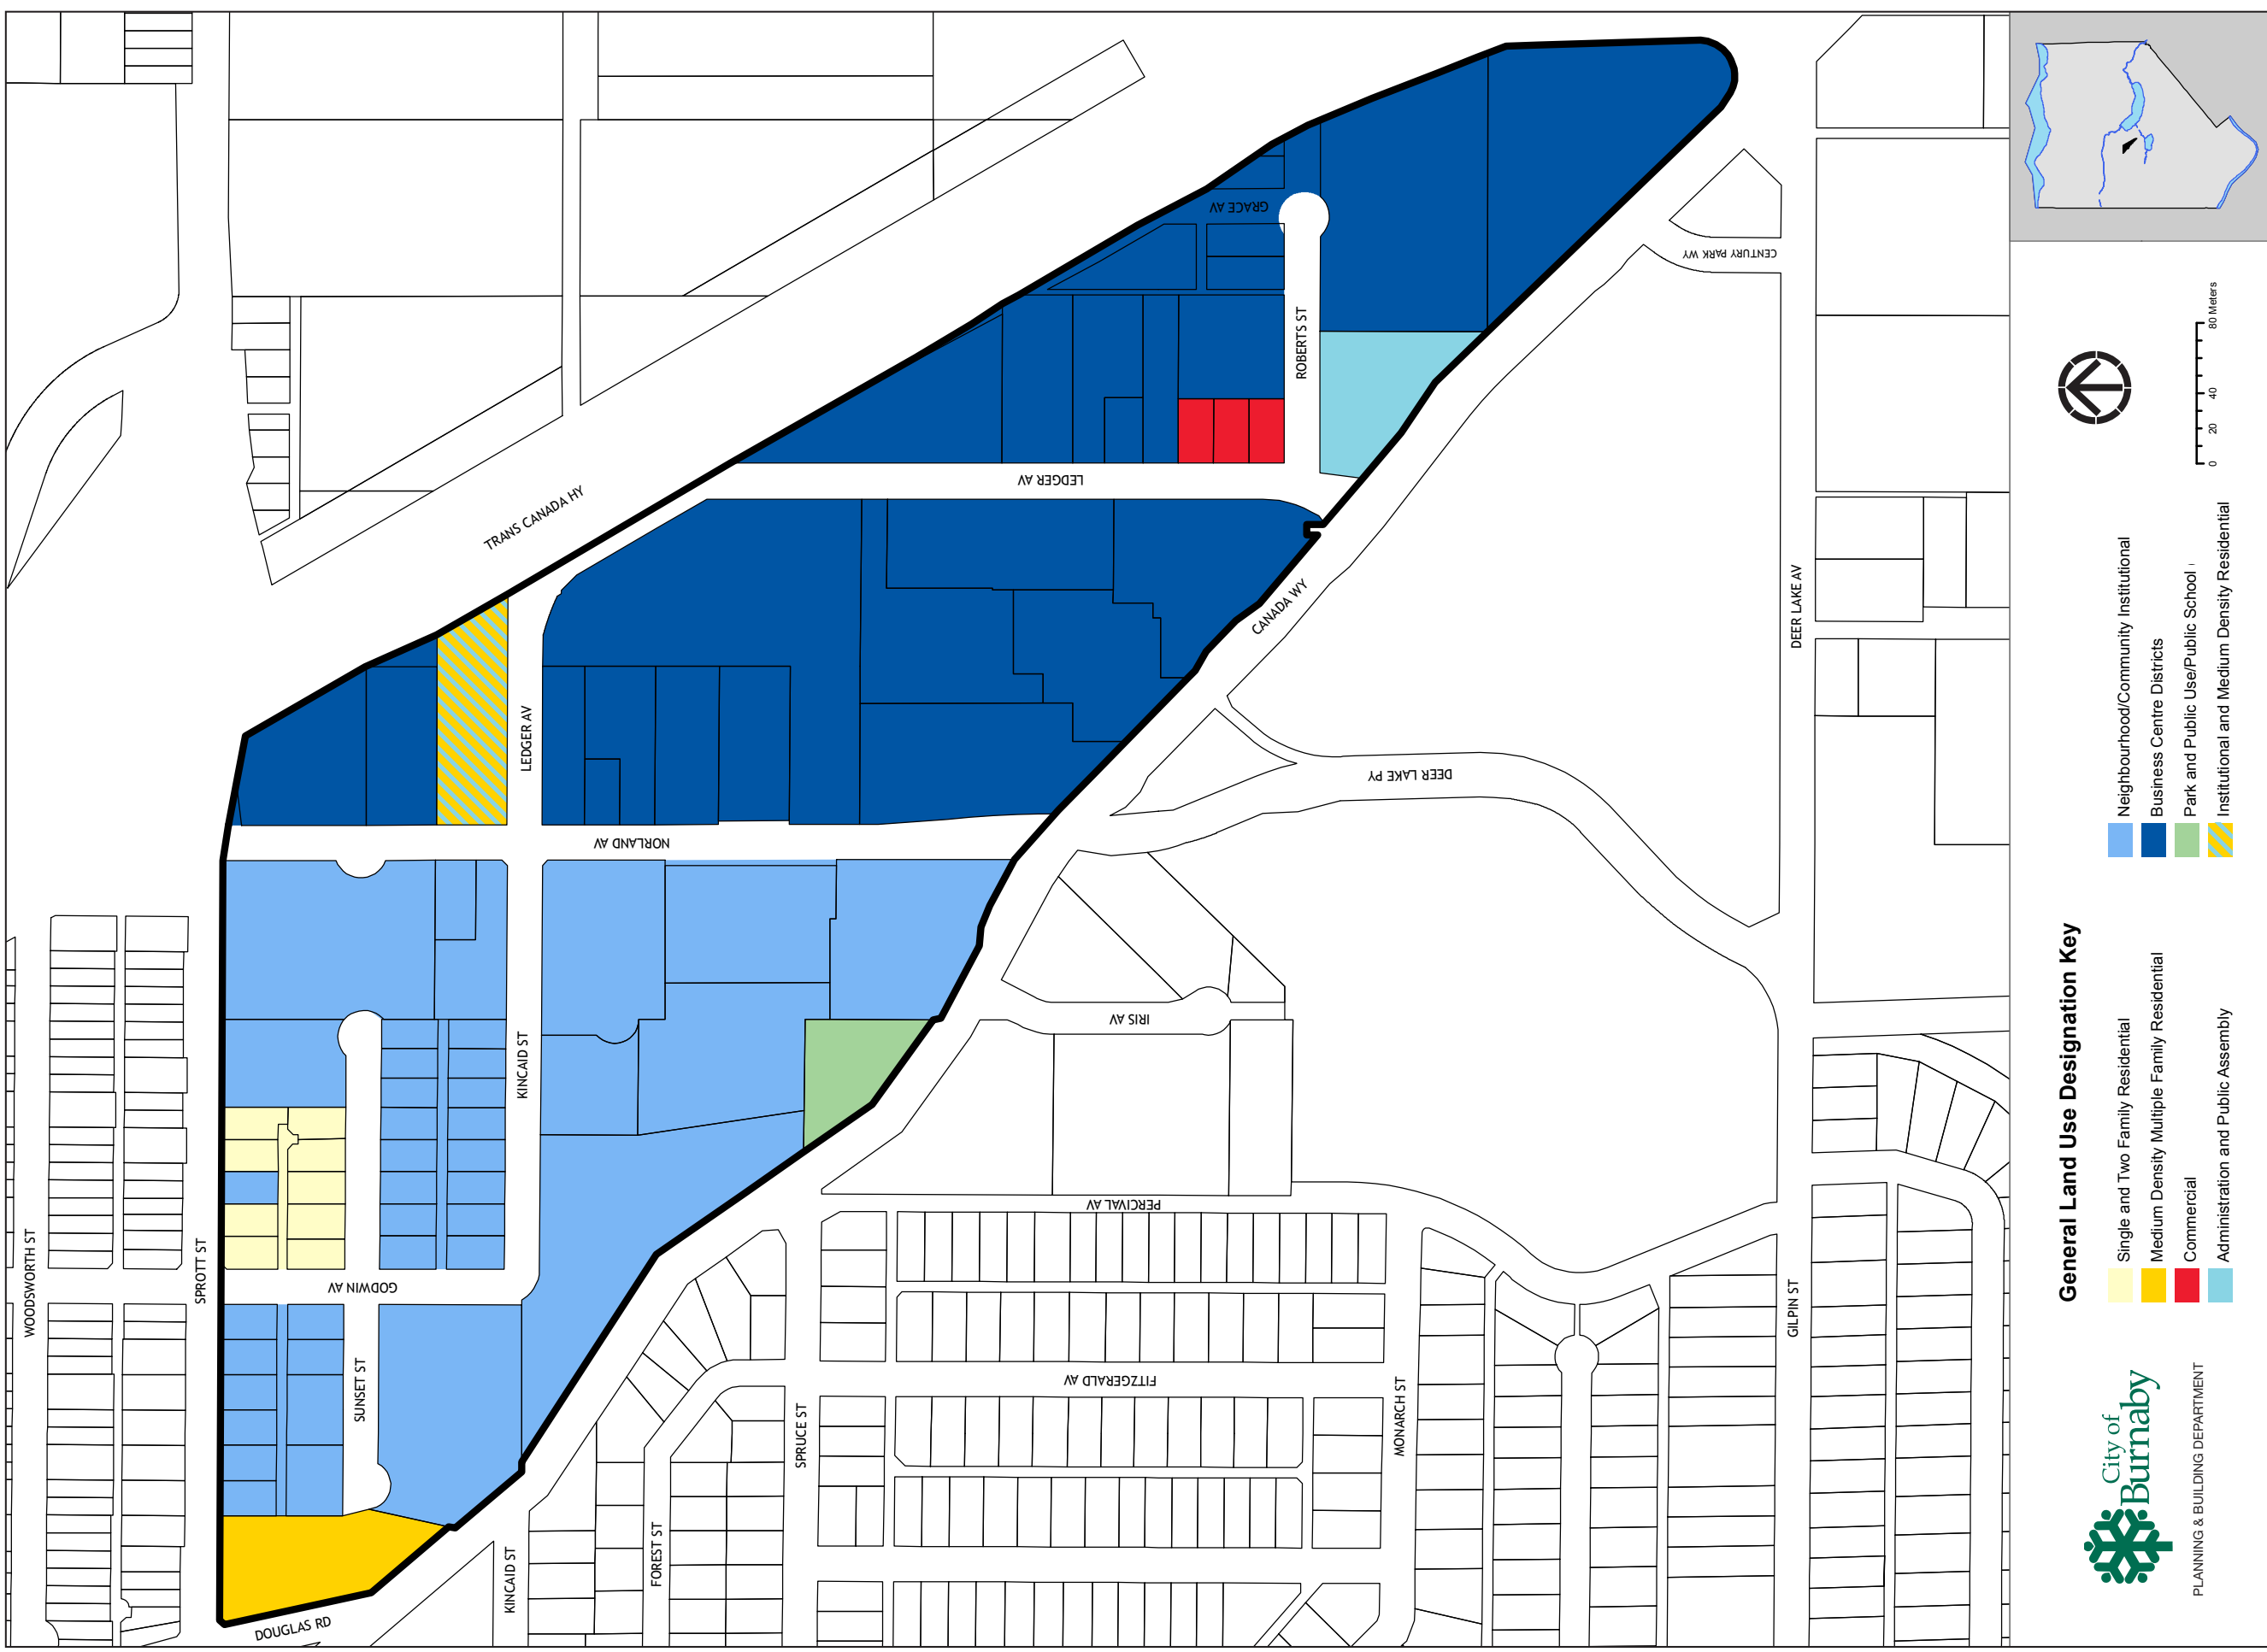 WOODSWORTH ST
SPROTT ST
TRANS CANADA HY
GRACE AV
CENTURY PARK WY
ROBERTS ST
LEDGER AV
LEDGER AV
CANADA WY
DEER LAKE AV
NORLAND AV
DEER LAKE PY
KINCAID ST
IRIS AV
GODWIN AV
PERCIVAL AV
SUNSET ST
FITZGERALD AV
SPRUCE ST
MONARCH ST
GILPIN ST
KINCAID ST
FOREST ST
DOUGLAS RD
General Land Use Designation Key
Single and Two Family Residential
Medium Density Multiple Family Residential
Commercial
Administration and Public Assembly
Neighbourhood/Community Institutional
Business Centre Districts
Park and Public Use/Public School
Institutional and Medium Density Residential
0 20 40 80 Meters
City of
Burnaby
PLANNING & BUILDING DEPARTMENT